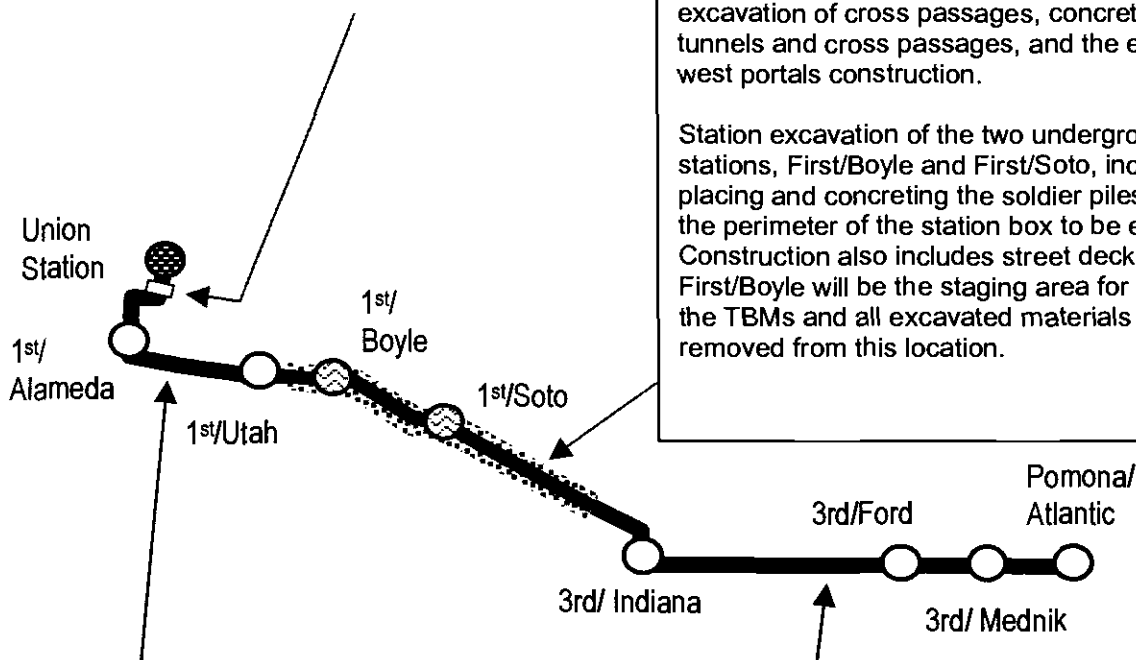 excavation of cross passages, concret
tunnels and cross passages, and the e
west portals construction.
Station excavation of the two undergro
stations, First/Boyle and First/Soto, inc
placing and concreting the soldier piles
the perimeter of the station box to be e
Construction also includes street deck
First/Boyle will be the staging area for
the TBMs and all excavated materials
removed from this location.
Union
Station
1st/
Boyle
1st/
Alameda
1st/Soto
1st/Utah
Pomona/
Atlantic
3rd/Ford
3rd/ Indiana
3rd/ Mednik